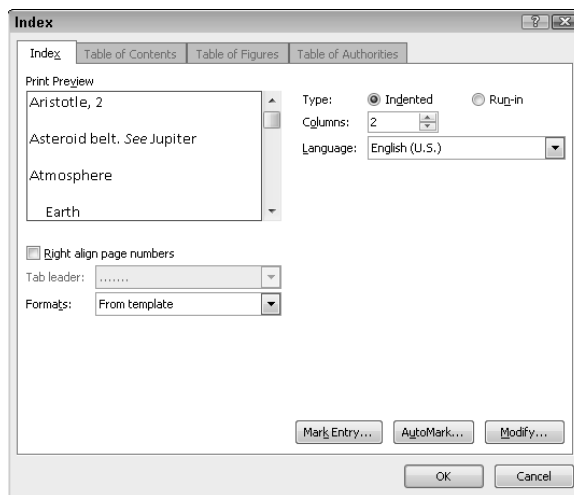 Index
Index Table of Contents Table of Figures Table of Authorities
Print Preview
Aristotle, 2
Asteroid belt. See Jupiter
Atmosphere
Earth
Type: Indented Run-in
Columns: 2
Language: English (U.S.)
Right align page numbers
Tab leader: .......
Formats: From template
Mark Entry... AutoMark... Modify...
OK Cancel